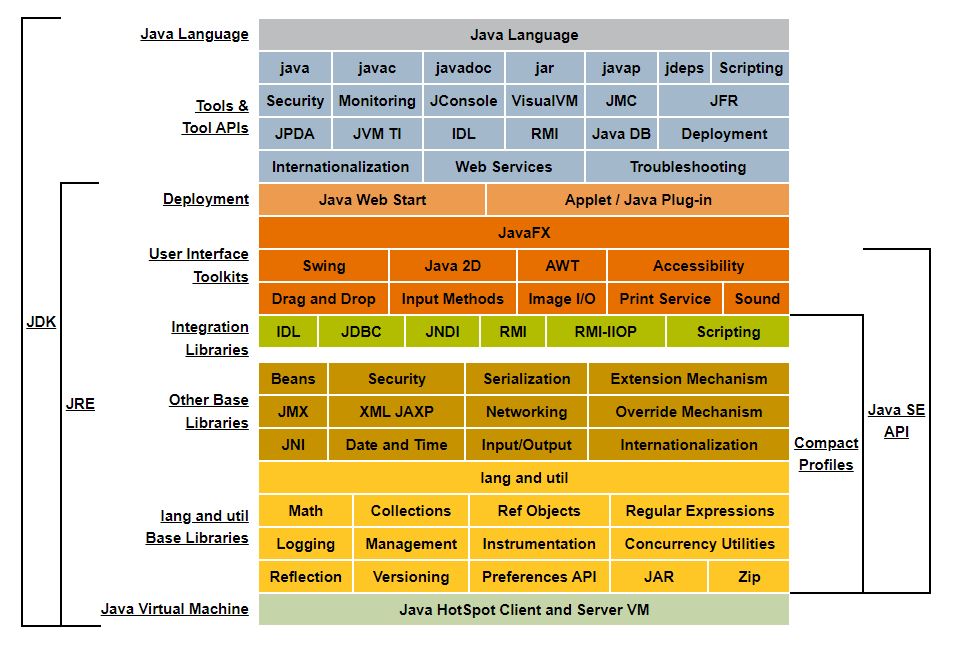 Java Language Java Language
java javac javadoc jar javap jdeps Scripting
Tools & Security Monitoring JConsole VisualVM JMC JFR
Tool APIs JPDA JVM TI IDL RMI Java DB Deployment
Internationalization Web Services Troubleshooting
Deployment Java Web Start Applet / Java Plug-in
JavaFX
User Interface
Toolkits
Swing Java 2D AWT Accessibility
Drag and Drop Input Methods Image I/O Print Service Sound
JDK
Integration
Libraries
IDL JDBC JNDI RMI RMI-IIOP Scripting
Beans Security Serialization Extension Mechanism
JRE
Other Base
Libraries
JMX XML JAXP Networking Override Mechanism
Java SE
API
JNI Date and Time Input/Output Internationalization
Compact
Profiles
lang and util
Math Collections Ref Objects Regular Expressions
lang and util
Base Libraries
Logging Management Instrumentation Concurrency Utilities
Reflection Versioning Preferences API JAR Zip
Java Virtual Machine Java HotSpot Client and Server VM